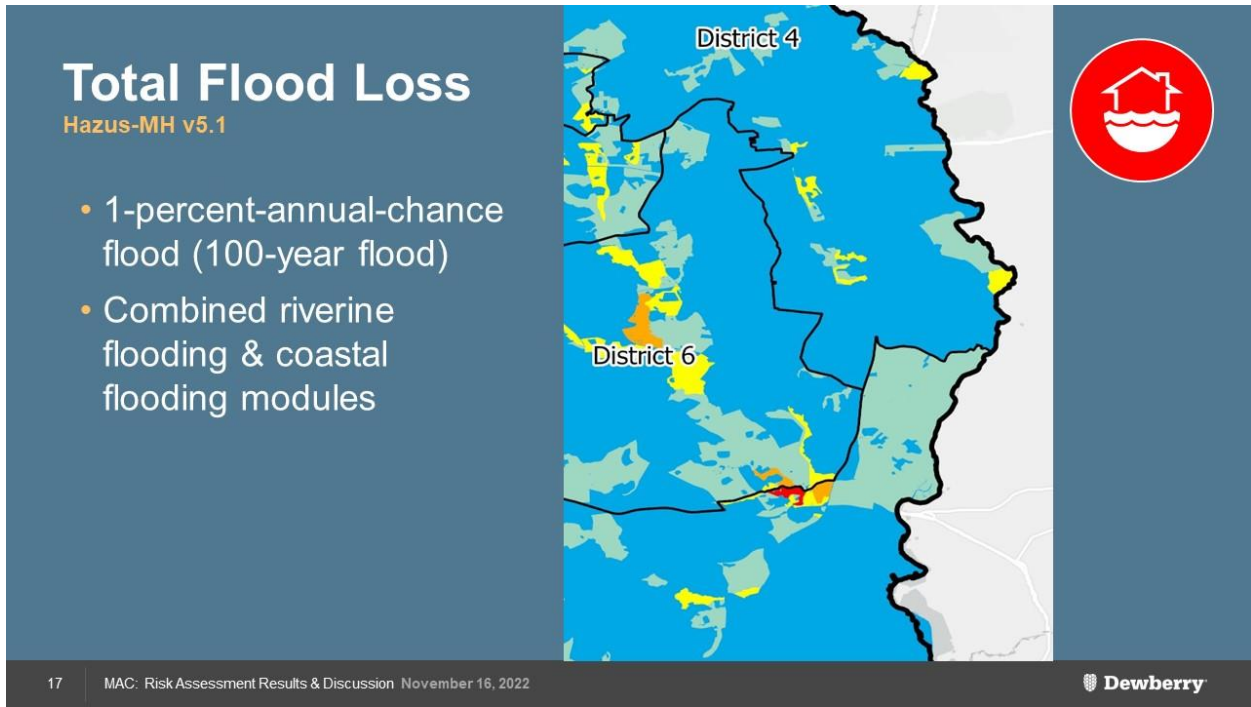 Total Flood Loss
Hazus-MH v5.1
• 1-percent-annual-chance
flood (100-year flood)
• Combined riverine
flooding & coastal
flooding modules
District 4
District 6
17
MAC: Risk Assessment Results & Discussion November 16, 2022
Dewberry